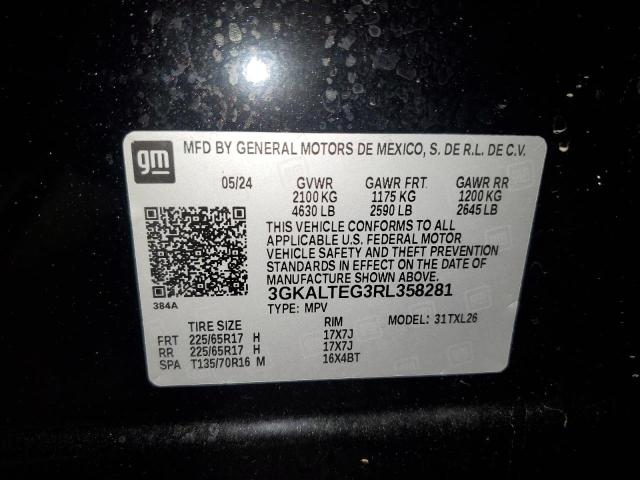 gm
MFD BY GENERAL MOTORS DE MEXICO, S. DE R.L. DE C.V.
05/24 GVWR GAWR FRT GAWR RR
2100 KG 1175 KG 1200 KG
4630 LB 2590 LB 2645 LB
THIS VEHICLE CONFORMS TO ALL
APPLICABLE U.S. FEDERAL MOTOR
VEHICLE SAFETY AND THEFT PREVENTION
STANDARDS IN EFFECT ON THE DATE OF
MANUFACTURE SHOWN ABOVE.
3GKALTEG3RL358281
384A
TYPE: MPV
MODEL: 31TXL26
TIRE SIZE RIM
FRT 225/65R17 H 17X7J
RR 225/65R17 H 17X7J
SPA T135/70R16 M 16X4BT